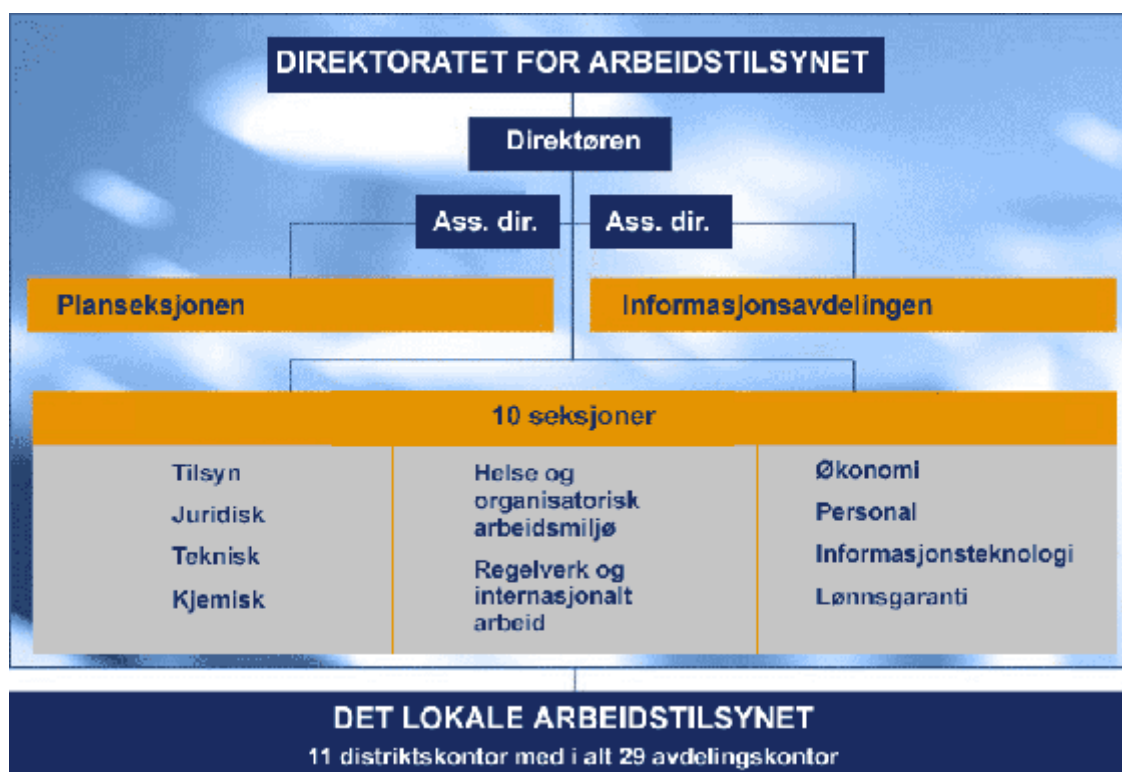 DIREKTORATET FOR ARBEIDSTILSYNET
Direktøren
Ass. dir.
Ass. dir.
Planseksjonen
Informasjonsavdelingen
10 seksjoner
Tilsyn
Juridisk
Teknisk
Kjemisk
Helse og
organisatorisk
arbeidsmiljø
Regelverk og
internasjonalt
arbeid
Økonomi
Personal
Informasjonsteknologi
Lønnsgaranti
DET LOKALE ARBEIDSTILSYNET
11 distriktskontor med i alt 29 avdelingskontor